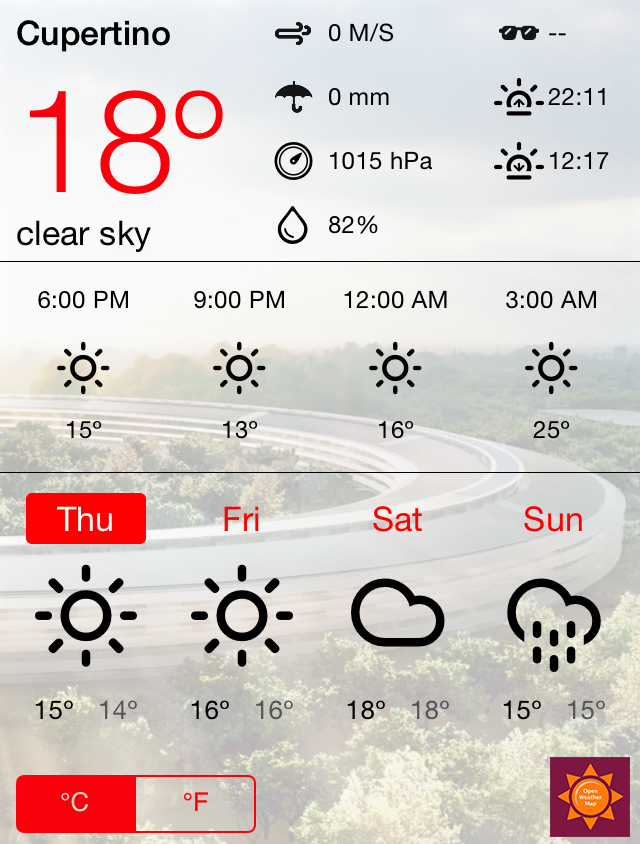 Cupertino
18°
clear sky
0 M/S
--
0 mm
22:11
1015 hPa
12:17
82%
6:00 PM 9:00 PM 12:00 AM 3:00 AM
15° 13° 16° 25°
Thu Fri Sat Sun
15° 14° 16° 16° 18° 18° 15° 15°
°C °F
Open
Weather
Map